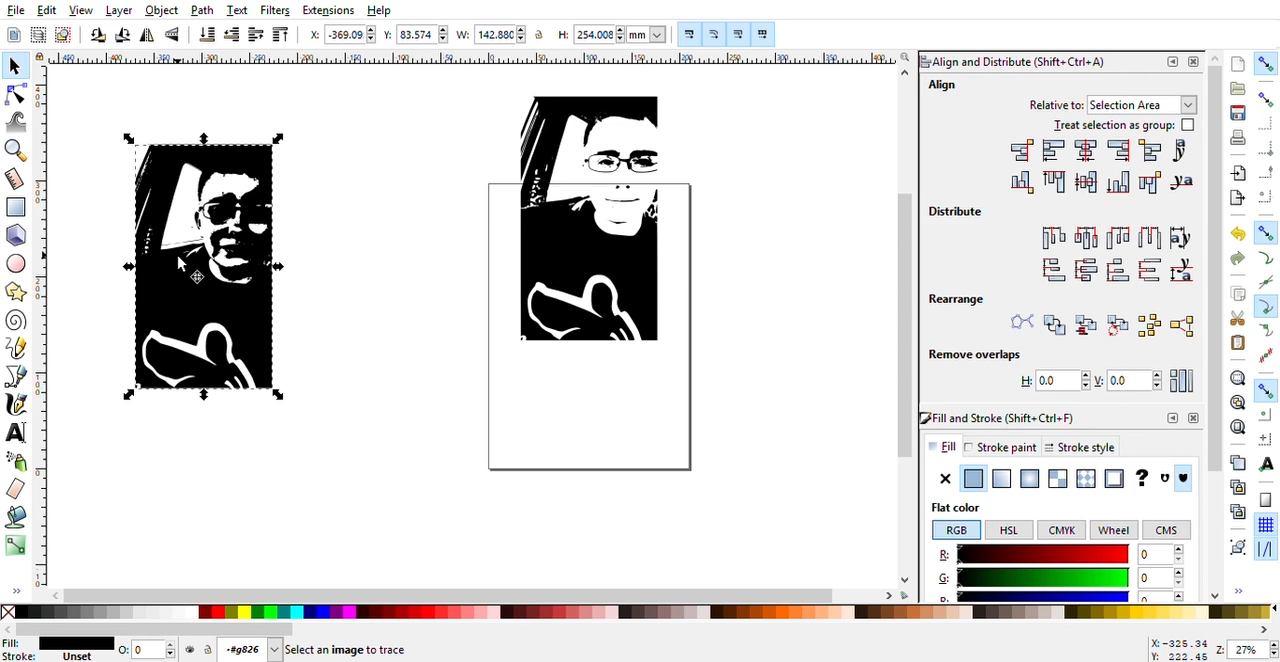 File Edit View Layer Object Path Text Filters Extensions Help
X: -369.09 Y: 83.574 W: 142.880 H: 254.008 mm
Align and Distribute (Shift+Ctrl+A)
Align
Relative to: Selection Area
Treat selection as group:
Distribute
Rearrange
Remove overlaps
H: 0.0 V: 0.0
Fill and Stroke (Shift+Ctrl+F)
Fill Stroke paint Stroke style
Flat color
RGB HSL CMYK Wheel CMS
R: 0
G: 0
Fill:
Stroke: Unset
O: 0
-#g826
Select an image to trace
X: -325.34
Y: 222.45
Z: 27%